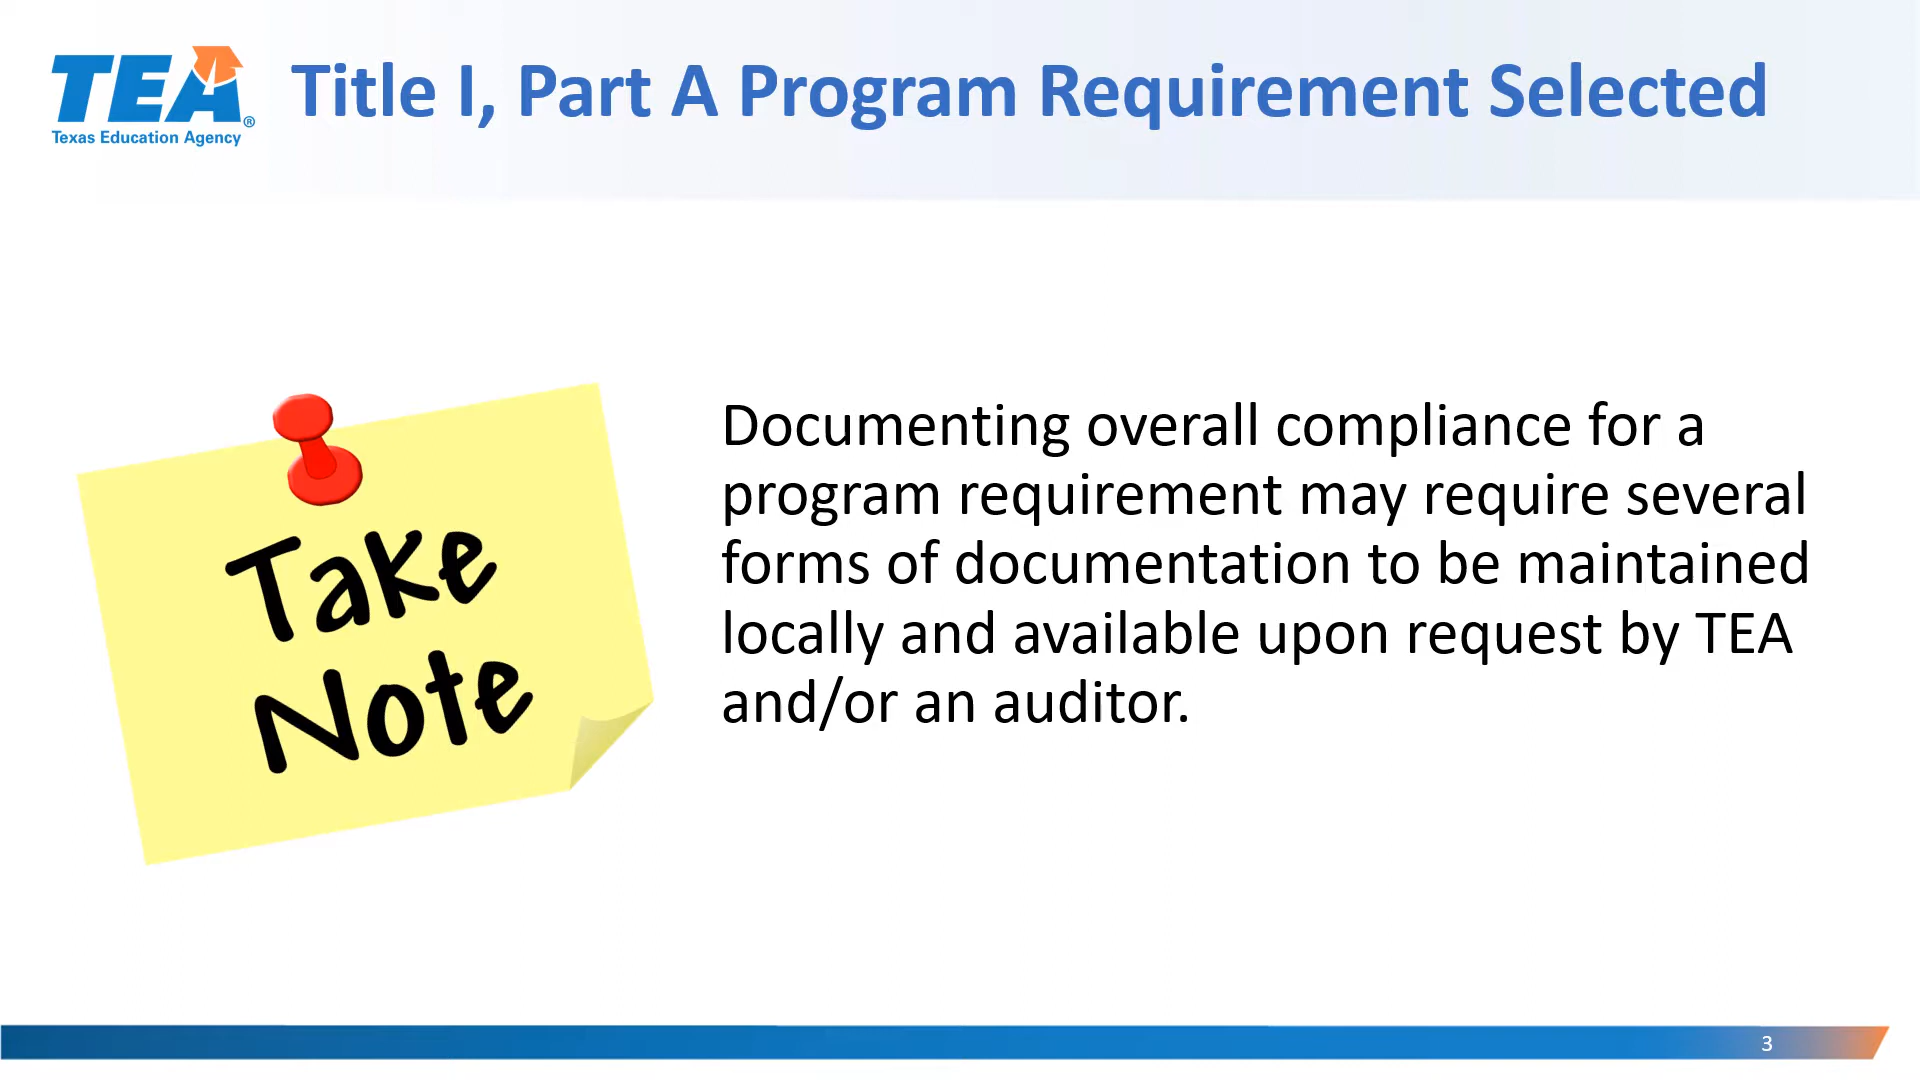 TEA®
Texas Education Agency
Title I, Part A Program Requirement Selected
Take
Note
Documenting overall compliance for a
program requirement may require several
forms of documentation to be maintained
locally and available upon request by TEA
and/or an auditor.
3